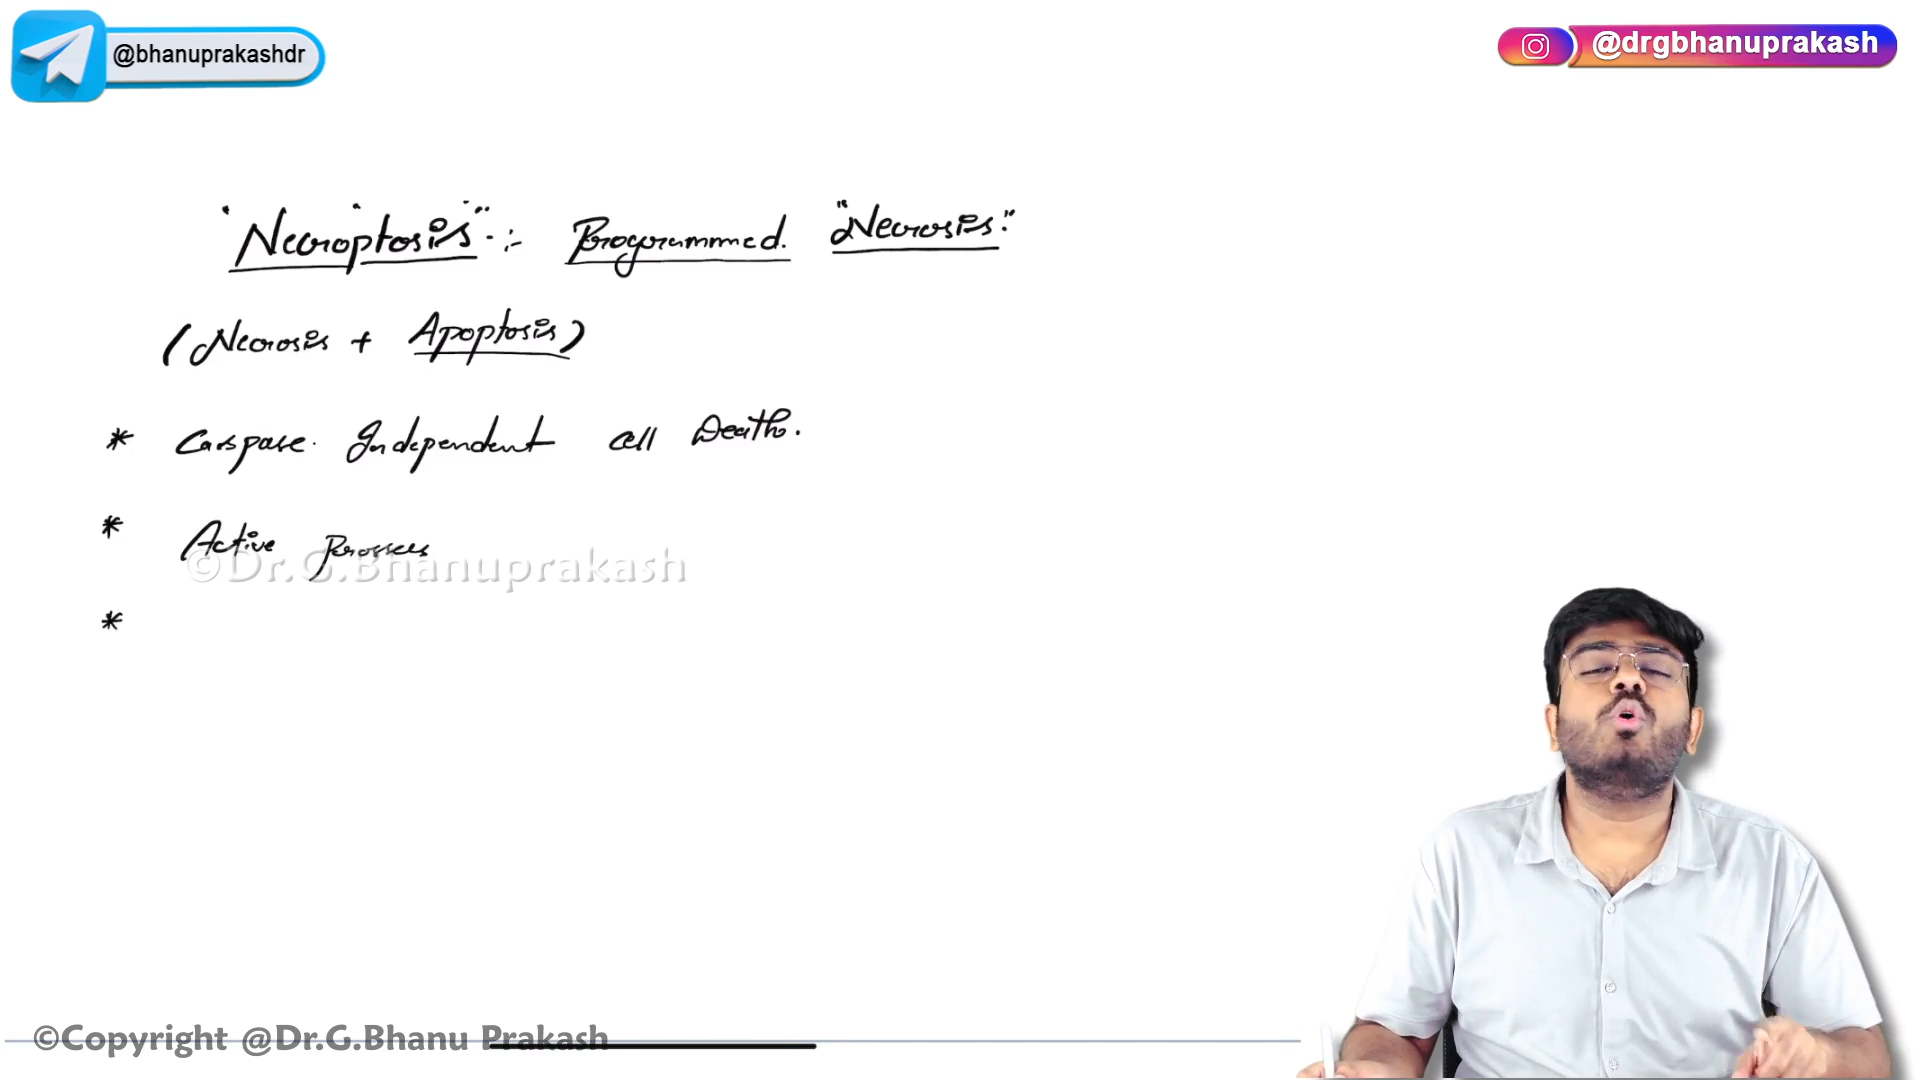 @bhanuprakashdr
@drgbhanuprakash
"Necroptosis" :- Programmed. "Necrosis."
(Necrosis + Apoptosis)
* Caspase. Independent cell Death.
* Active process
©Dr.G.Bhanuprakash
*
©Copyright @Dr.G.Bhanu Prakash